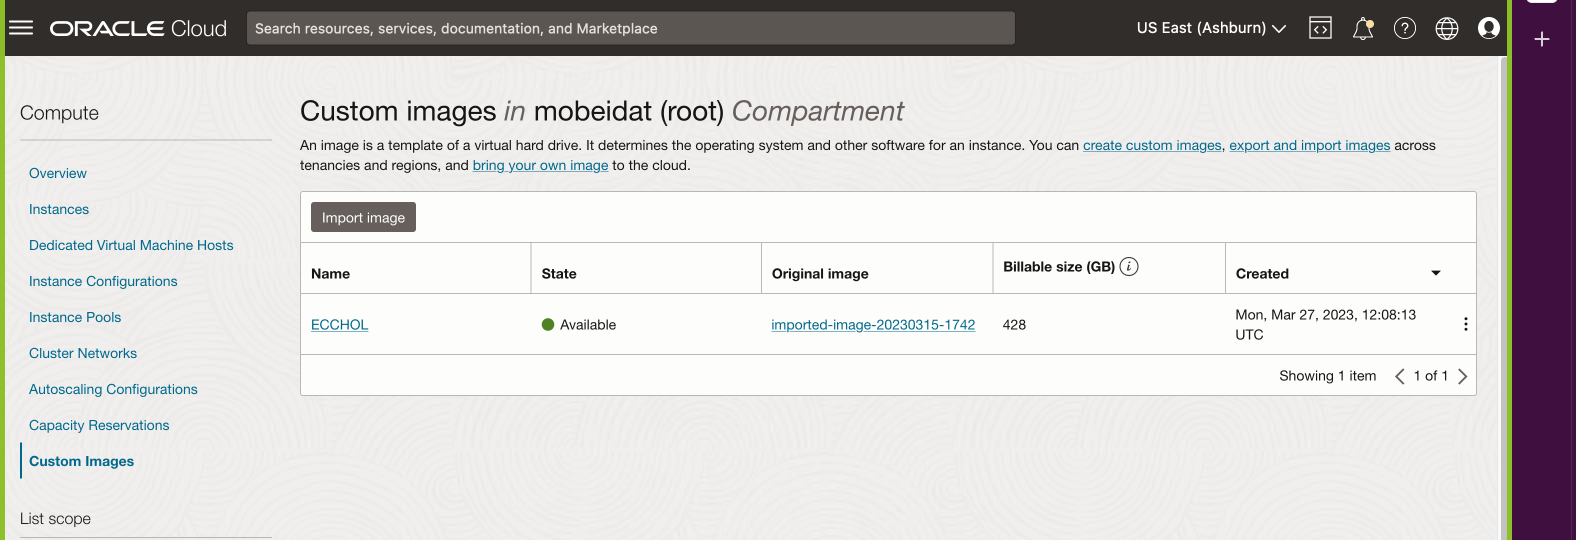 ORACLE Cloud
Search resources, services, documentation, and Marketplace
US East (Ashburn)
Compute
Overview
Instances
Dedicated Virtual Machine Hosts
Instance Configurations
Instance Pools
Cluster Networks
Autoscaling Configurations
Capacity Reservations
Custom Images
List scope
Custom images in mobeidat (root) Compartment
An image is a template of a virtual hard drive. It determines the operating system and other software for an instance. You can create custom images, export and import images across
tenancies and regions, and bring your own image to the cloud.
Import image
Name State Original image Billable size (GB) i Created
ECCHOL Available imported-image-20230315-1742 428 Mon, Mar 27, 2023, 12:08:13
UTC
Showing 1 item 1 of 1